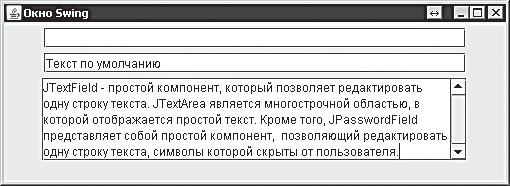 Окно Swing
Текст по умолчанию
JTextField - простой компонент, который позволяет редактировать
одну строку текста. JTextArea является многострочной областью, в
которой отображается простой текст. Кроме того, JPasswordField
представляет собой простой компонент,  позволяющий редактировать
одну строку текста, символы которой скрыты от пользователя.